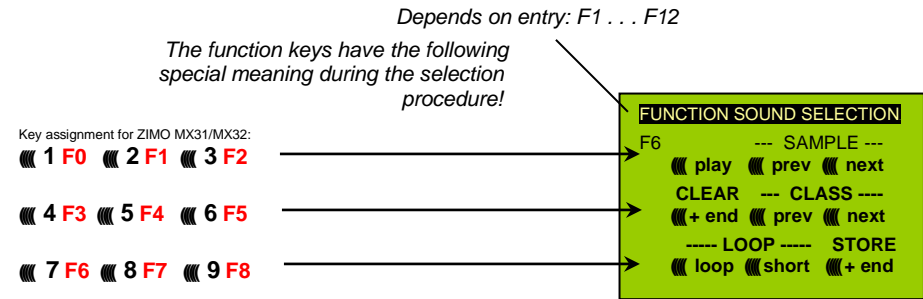 Depends on entry: F1 . . . F12
The function keys have the following
special meaning during the selection
procedure!
Key assignment for ZIMO MX31/MX32:
((((1 F0 ((((2 F1 ((((3 F2
((((4 F3 ((((5 F4 ((((6 F5
((((7 F6 ((((8 F7 ((((9 F8
FUNCTION SOUND SELECTION
F6 --- SAMPLE ---
((((play ((((prev ((((next
CLEAR --- CLASS ----
((((+ end ((((prev ((((next
----- LOOP ----- STORE
((((loop ((((short ((((+ end